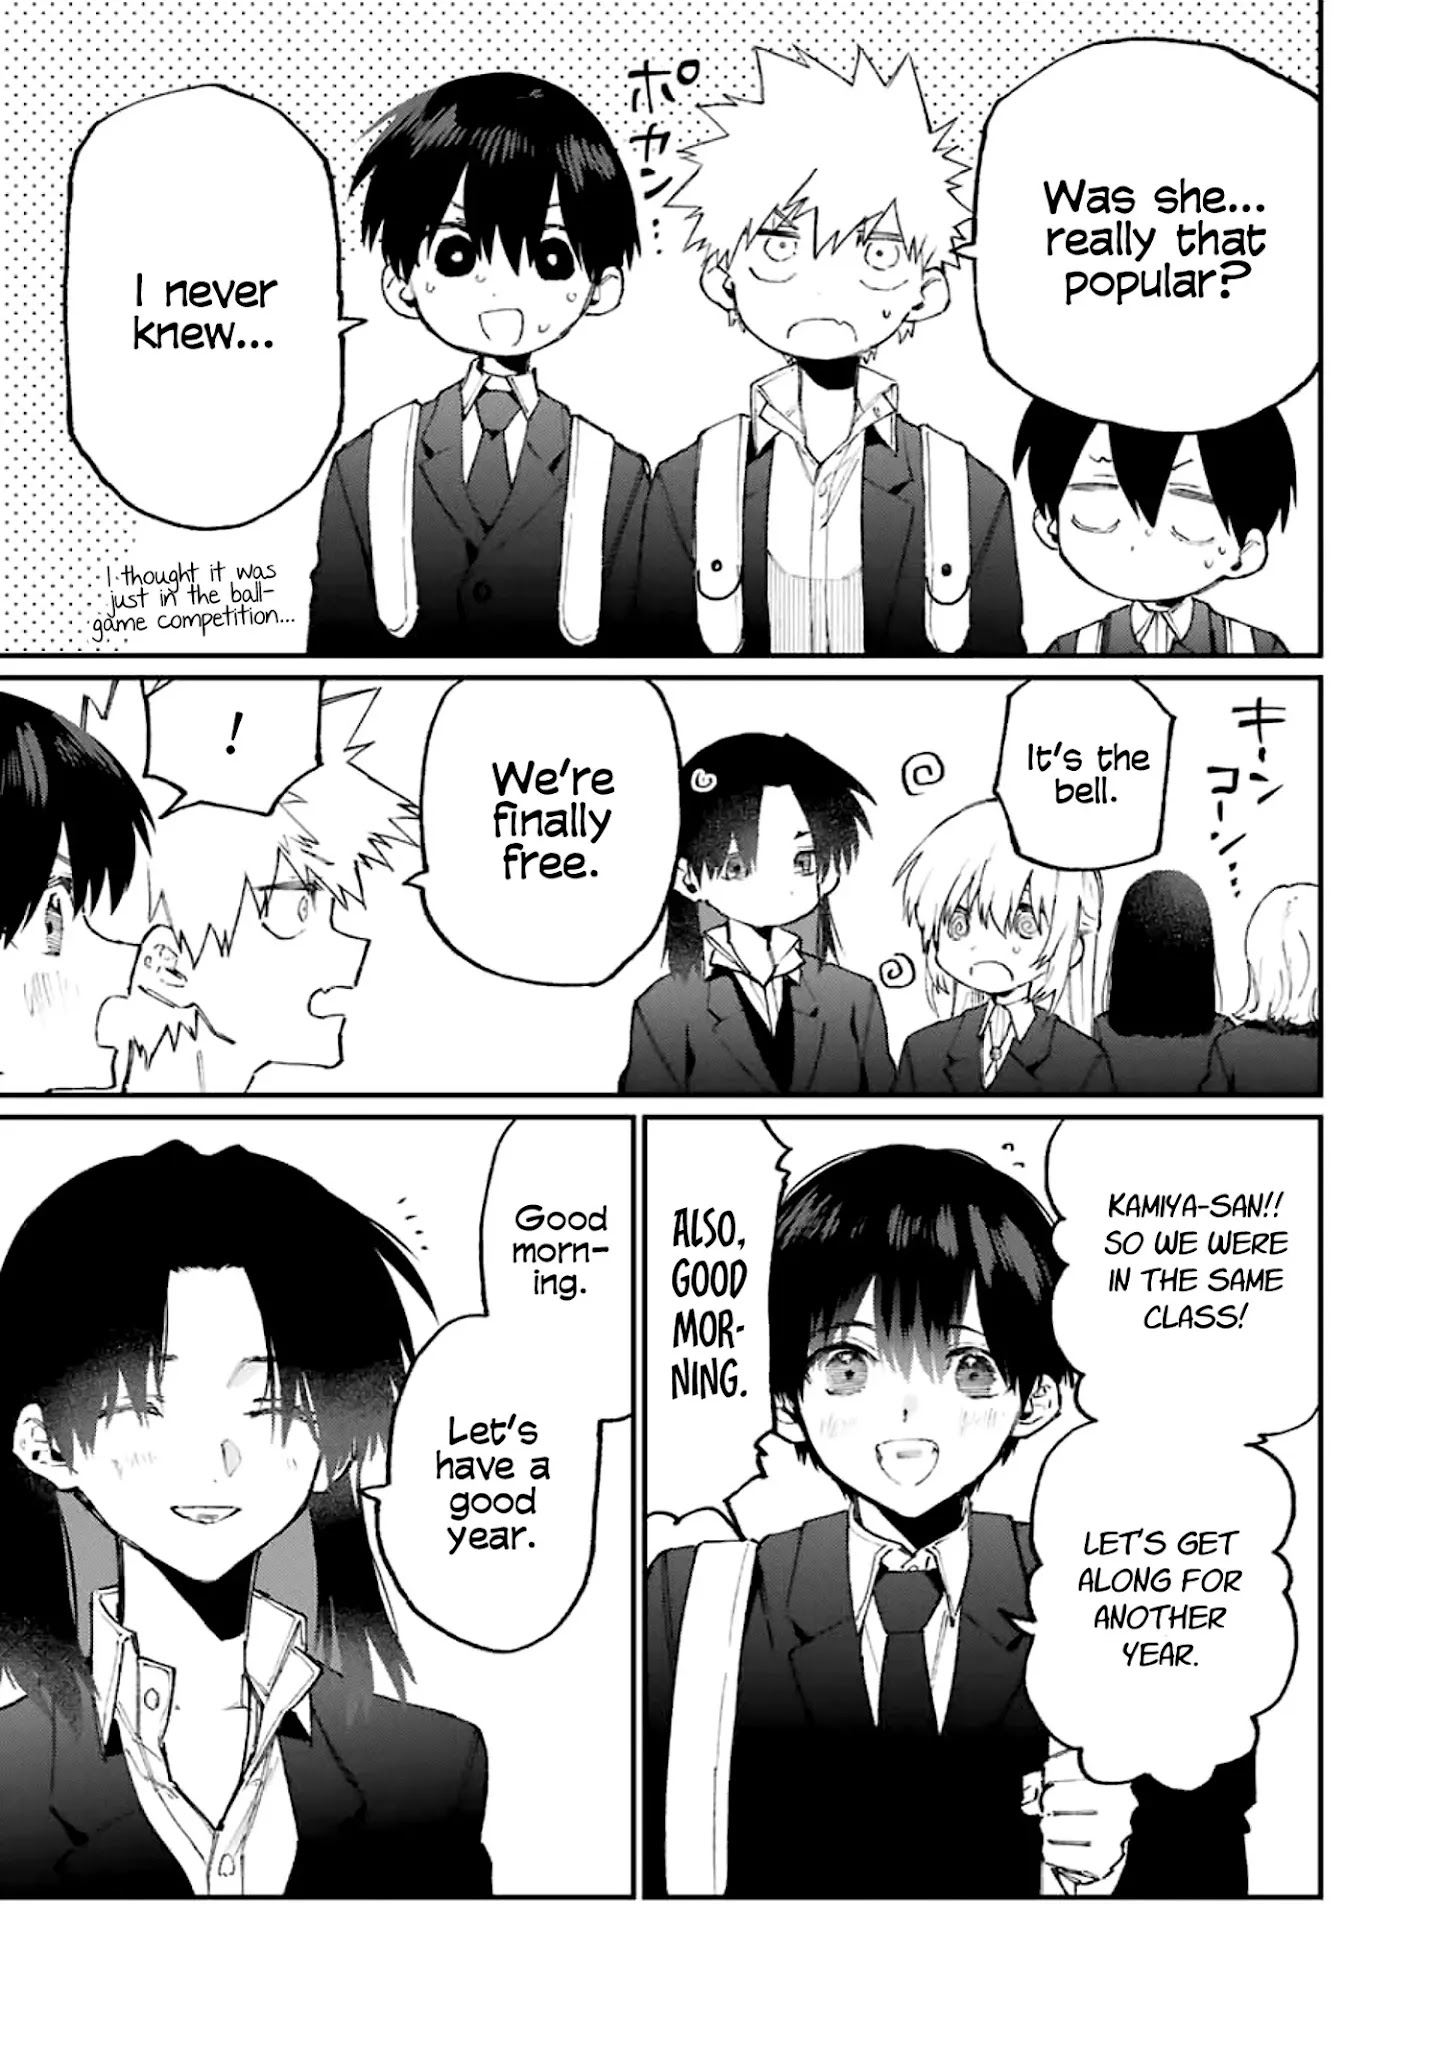 Was she...
really that
popular?
ポカン...
I never
knew...
I thought it was
just in the ball-
game competition...
キーン
コーン...
It's the
bell.
We're
finally
free.
!
KAMIYA-SAN!!
SO WE WERE
IN THE SAME
CLASS!
LET'S GET
ALONG FOR
ANOTHER
YEAR.
ALSO,
GOOD
MOR-
NING.
Good
morn-
ing.
Let's
have a
good
year.